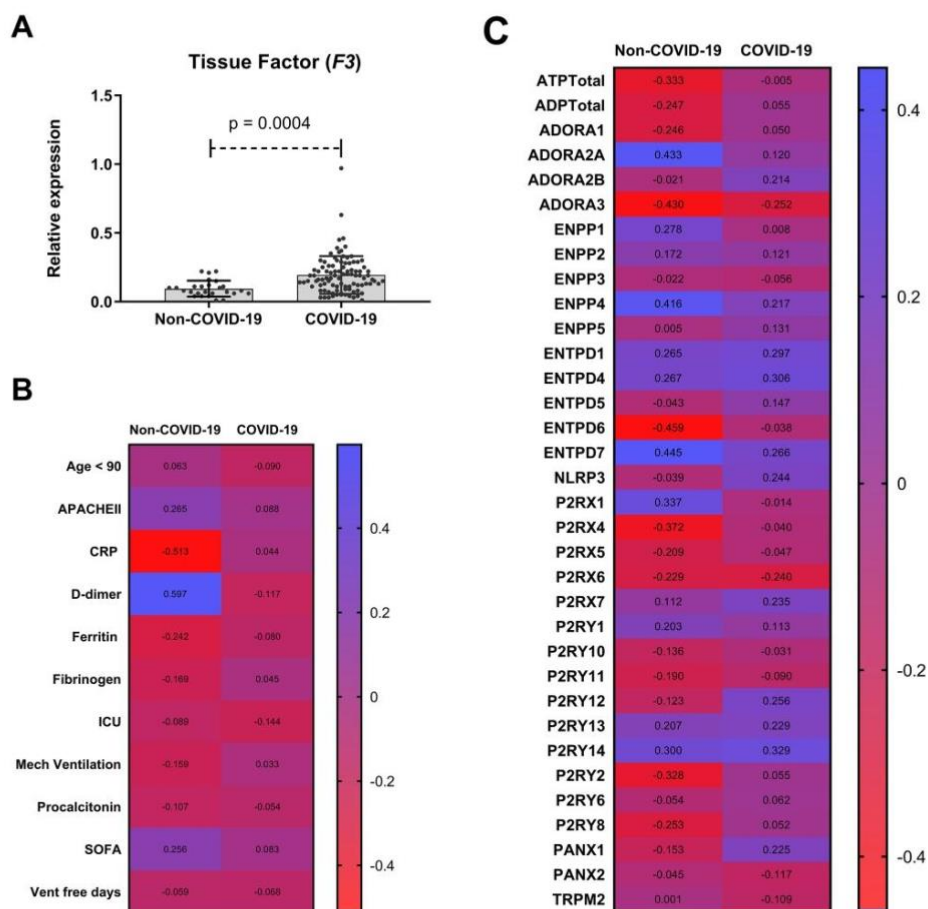 A
Tissue Factor (F3)
p = 0.0004
Relative expression
1.5
1.0
0.5
0.0
Non-COVID-19 COVID-19
B
Non-COVID-19 COVID-19
Age < 90 0.063 -0.090
APACHEII 0.265 0.088
CRP -0.513 0.044
D-dimer 0.597 -0.117
Ferritin -0.242 -0.080
Fibrinogen -0.169 0.045
ICU -0.089 -0.144
Mech Ventilation -0.159 0.033
Procalcitonin -0.107 -0.054
SOFA 0.256 0.083
Vent free days -0.059 -0.068
0.4
0.2
0
-0.2
-0.4
C
Non-COVID-19 COVID-19
ATPTotal -0.333 -0.005
ADPTotal -0.247 0.055
ADORA1 -0.246 0.050
ADORA2A 0.433 0.120
ADORA2B -0.021 0.214
ADORA3 -0.430 -0.252
ENPP1 0.278 0.008
ENPP2 0.172 0.121
ENPP3 -0.022 -0.056
ENPP4 0.416 0.217
ENPP5 0.005 0.131
ENTPD1 0.265 0.297
ENTPD4 0.267 0.306
ENTPD5 -0.043 0.147
ENTPD6 -0.459 -0.038
ENTPD7 0.445 0.266
NLRP3 -0.039 0.244
P2RX1 0.337 -0.014
P2RX4 -0.372 -0.040
P2RX5 -0.209 -0.047
P2RX6 -0.229 -0.240
P2RX7 0.112 0.235
P2RY1 0.203 0.113
P2RY10 -0.136 -0.031
P2RY11 -0.190 -0.090
P2RY12 -0.123 0.256
P2RY13 0.207 0.229
P2RY14 0.300 0.329
P2RY2 -0.328 0.055
P2RY6 -0.054 0.062
P2RY8 -0.253 0.052
PANX1 -0.153 0.225
PANX2 -0.045 -0.117
TRPM2 0.001 -0.109
0.4
0.2
0
-0.2
-0.4